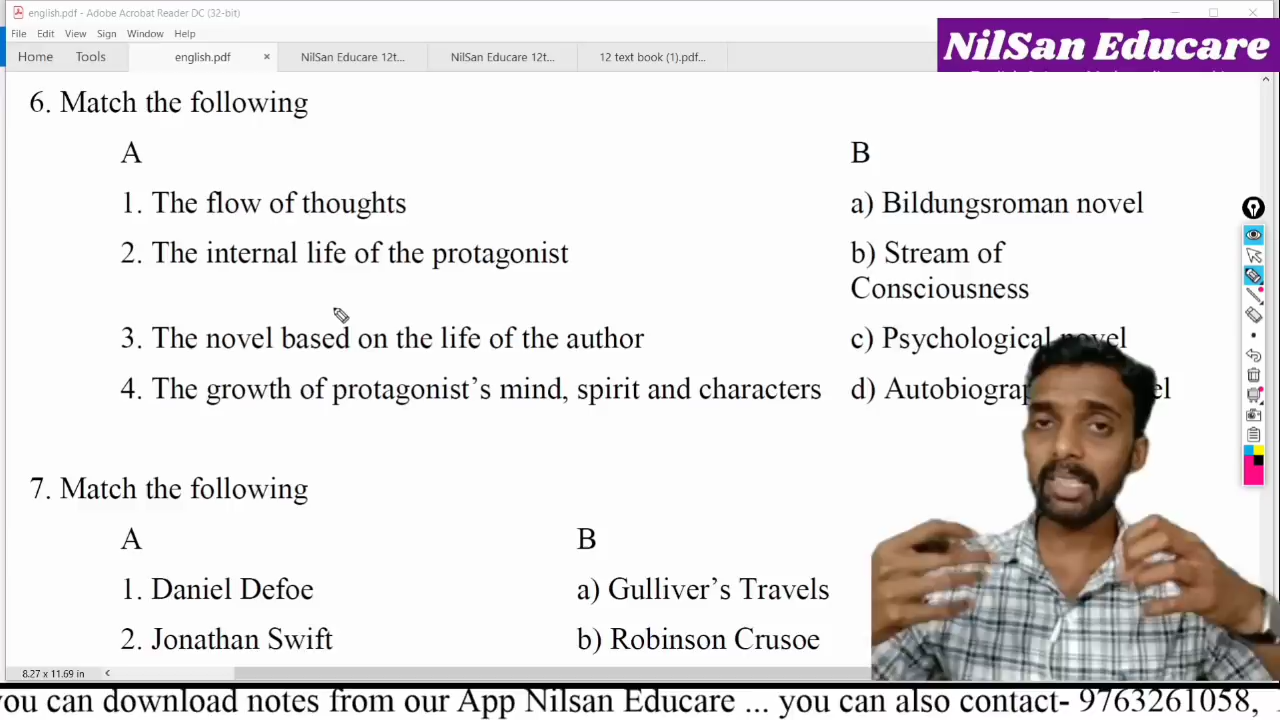 engiish.pdf - Adobe Acrobat Reader DC (32-bit)
File Edit View Sign Window Help
Home Tools engiish.pdf × NilSan Educare 12t... NilSan Educare 12t... 12 text book (1).pdf...
NilSan Educare
6. Match the following
A B
1. The flow of thoughts a) Bildungsroman novel
2. The internal life of the protagonist b) Stream of
Consciousness
3. The novel based on the life of the author c) Psychological novel
4. The growth of protagonist's mind, spirit and characters d)
7. Match the following
A B
1. Daniel Defoe a) Gulliver's Travels
2. Jonathan Swift b) Robinson Crusoe
8.27 x 11.69 in
you can download notes from our App Nilsan Educare ... you can also contact- 9763261058,